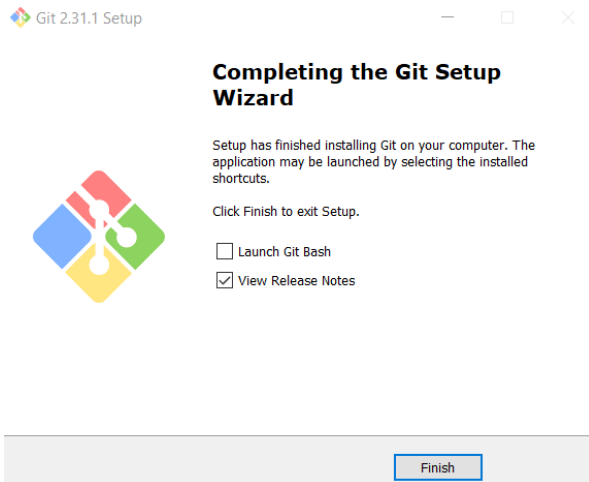 Git 2.31.1 Setup
Completing the Git Setup
Wizard
Setup has finished installing Git on your computer. The
application may be launched by selecting the installed
shortcuts.
Click Finish to exit Setup.
Launch Git Bash
View Release Notes
Finish